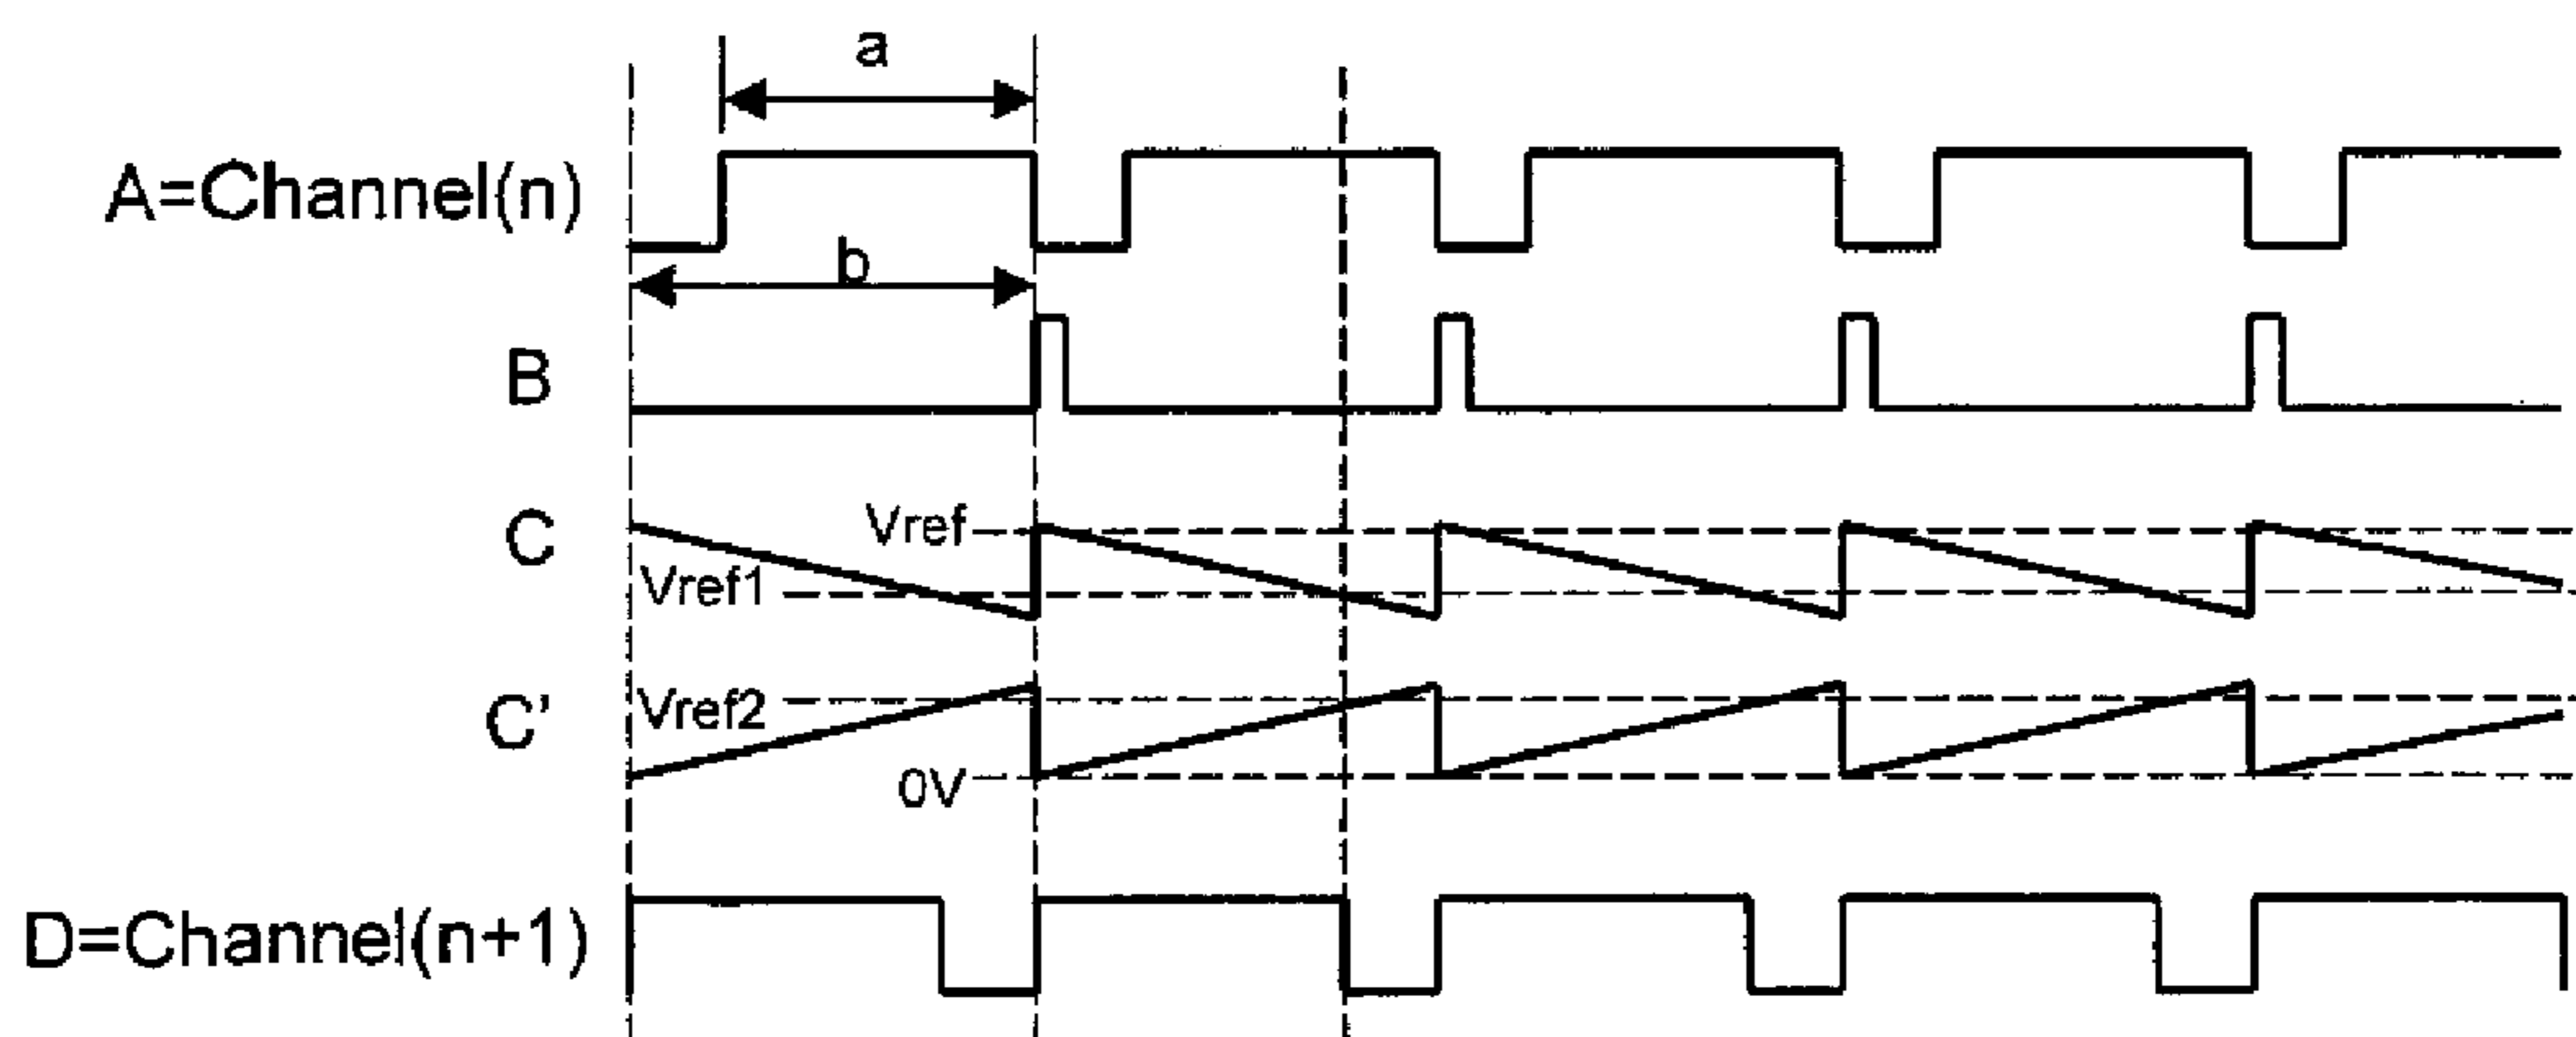 a
A=Channel(n)
b
B
C
Vref
Vref1
C'
Vref2
0V
D=Channel(n+1)